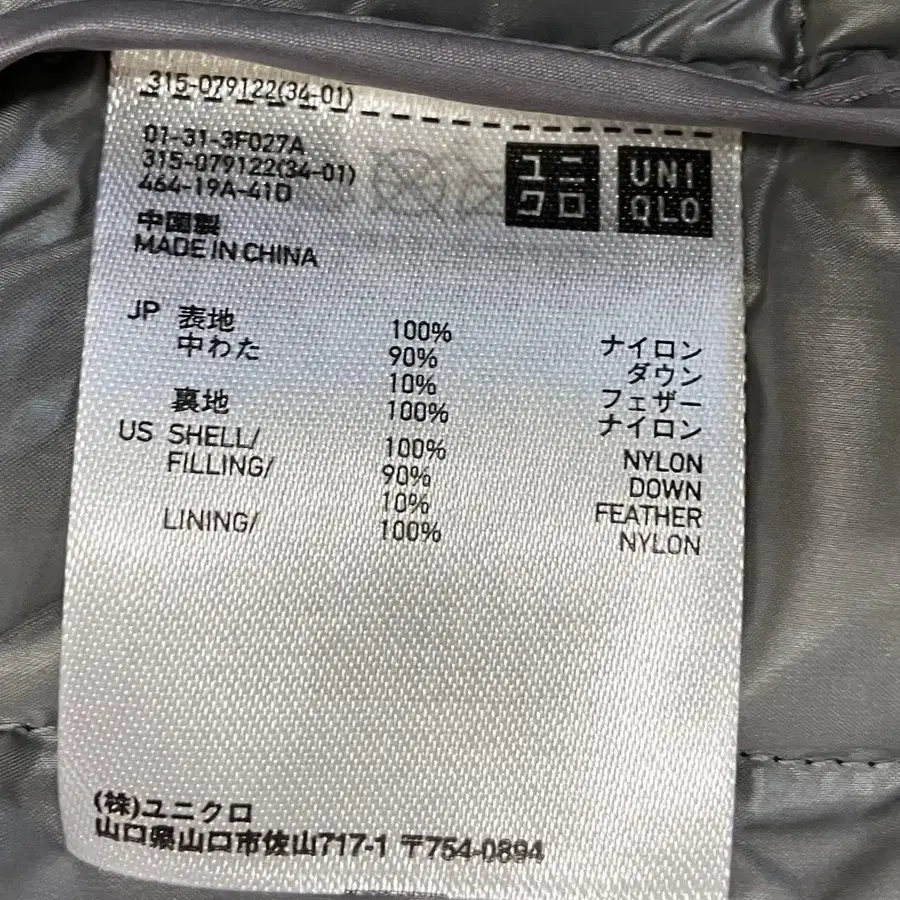 315-079122(34-01)
01-31-3F027A
315-079122(34-01)
464-19A-41D
ユニクロ
UNIQLO
中国製
MADE IN CHINA
JP 表地 100% ナイロン
中わた 90% ダウン
10% フェザー
裏地 100% ナイロン
US SHELL/ 100% NYLON
FILLING/ 90% DOWN
10% FEATHER
LINING/ 100% NYLON
(株)ユニクロ
山口県山口市佐山717-1 〒754-0894